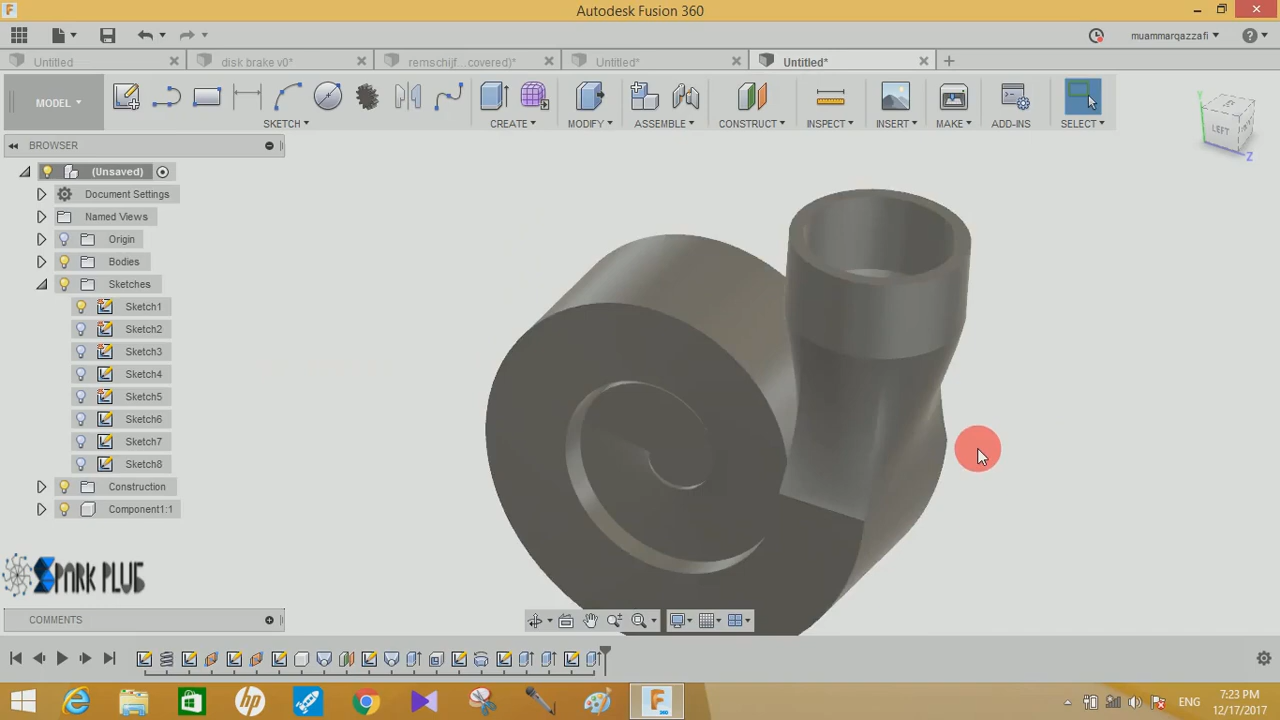 Autodesk Fusion 360
muammarqazzafi
Untitled
disk brake v0*
remschijf...covered)*
Untitled*
Untitled*
MODEL
SKETCH
CREATE
MODIFY
ASSEMBLE
CONSTRUCT
INSPECT
INSERT
MAKE
ADD-INS
SELECT
LEFT
Y
Z
BROWSER
(Unsaved)
Document Settings
Named Views
Origin
Bodies
Sketches
Sketch1
Sketch2
Sketch3
Sketch4
Sketch5
Sketch6
Sketch7
Sketch8
Construction
Component1:1
SPARK PLUG
COMMENTS
ENG
7:23 PM
12/17/2017